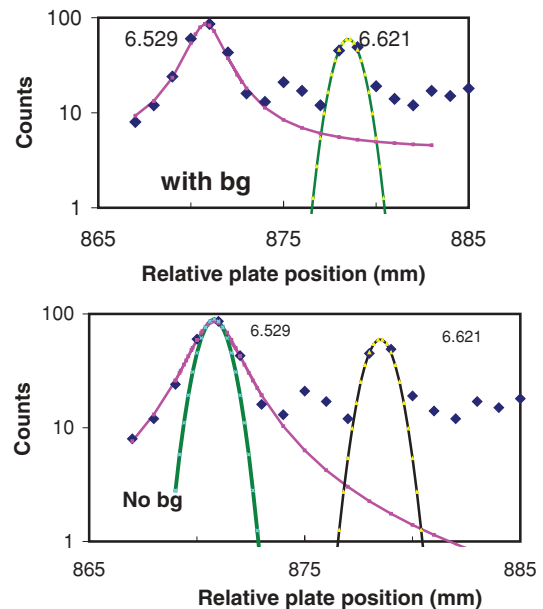 100
6.529
6.621
Counts
10
with bg
1
865
875
885
Relative plate position (mm)
100
6.529
6.621
Counts
10
No bg
1
865
875
885
Relative plate position (mm)